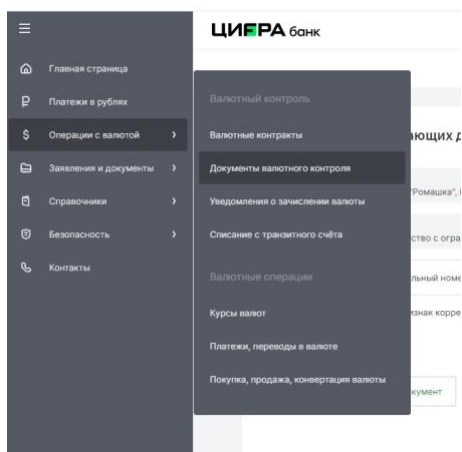 ЦИФРА банк
Главная страница
Платежи в рублях
Операции с валютой
Заявления и документы
Справочники
Безопасность
Контакты
Валютный контроль
Валютные контракты
Документы валютного контроля
Уведомления о зачислении валюты
Списание с транзитного счёта
Валютные операции
Курсы валют
Платежи, переводы в валюте
Покупка, продажа, конвертация валюты
ющих д
"Ромашка",
ство с огра
льный номе
изнак корре
кумент